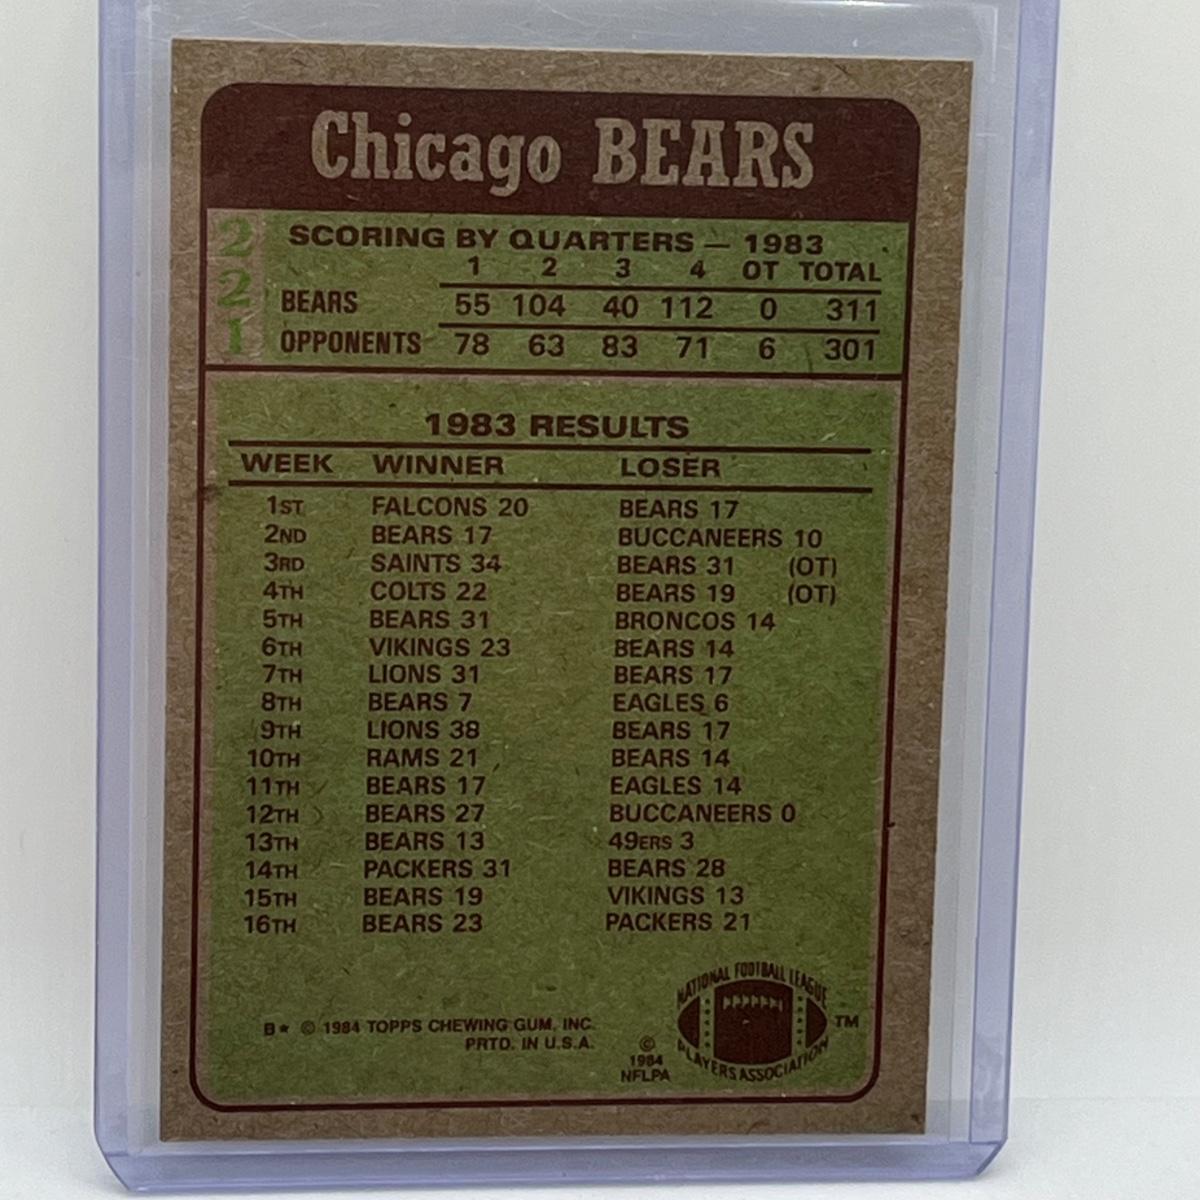 Chicago BEARS
221
SCORING BY QUARTERS — 1983
1 2 3 4 OT TOTAL
BEARS 55 104 40 112 0 311
OPPONENTS 78 63 83 71 6 301
1983 RESULTS
WEEK WINNER LOSER
1ST FALCONS 20 BEARS 17
2ND BEARS 17 BUCCANEERS 10
3RD SAINTS 34 BEARS 31 (OT)
4TH COLTS 22 BEARS 19 (OT)
5TH BEARS 31 BRONCOS 14
6TH VIKINGS 23 BEARS 14
7TH LIONS 31 BEARS 17
8TH BEARS 7 EAGLES 6
9TH LIONS 38 BEARS 17
10TH RAMS 21 BEARS 14
11TH BEARS 17 EAGLES 14
12TH BEARS 27 BUCCANEERS 0
13TH BEARS 13 49ERS 3
14TH PACKERS 31 BEARS 28
15TH BEARS 19 VIKINGS 13
16TH BEARS 23 PACKERS 21
B★ © 1984 TOPPS CHEWING GUM, INC.
PRTD. IN U.S.A.
©
1984
NFLPA
NATIONAL FOOTBALL LEAGUE
PLAYERS ASSOCIATION
TM